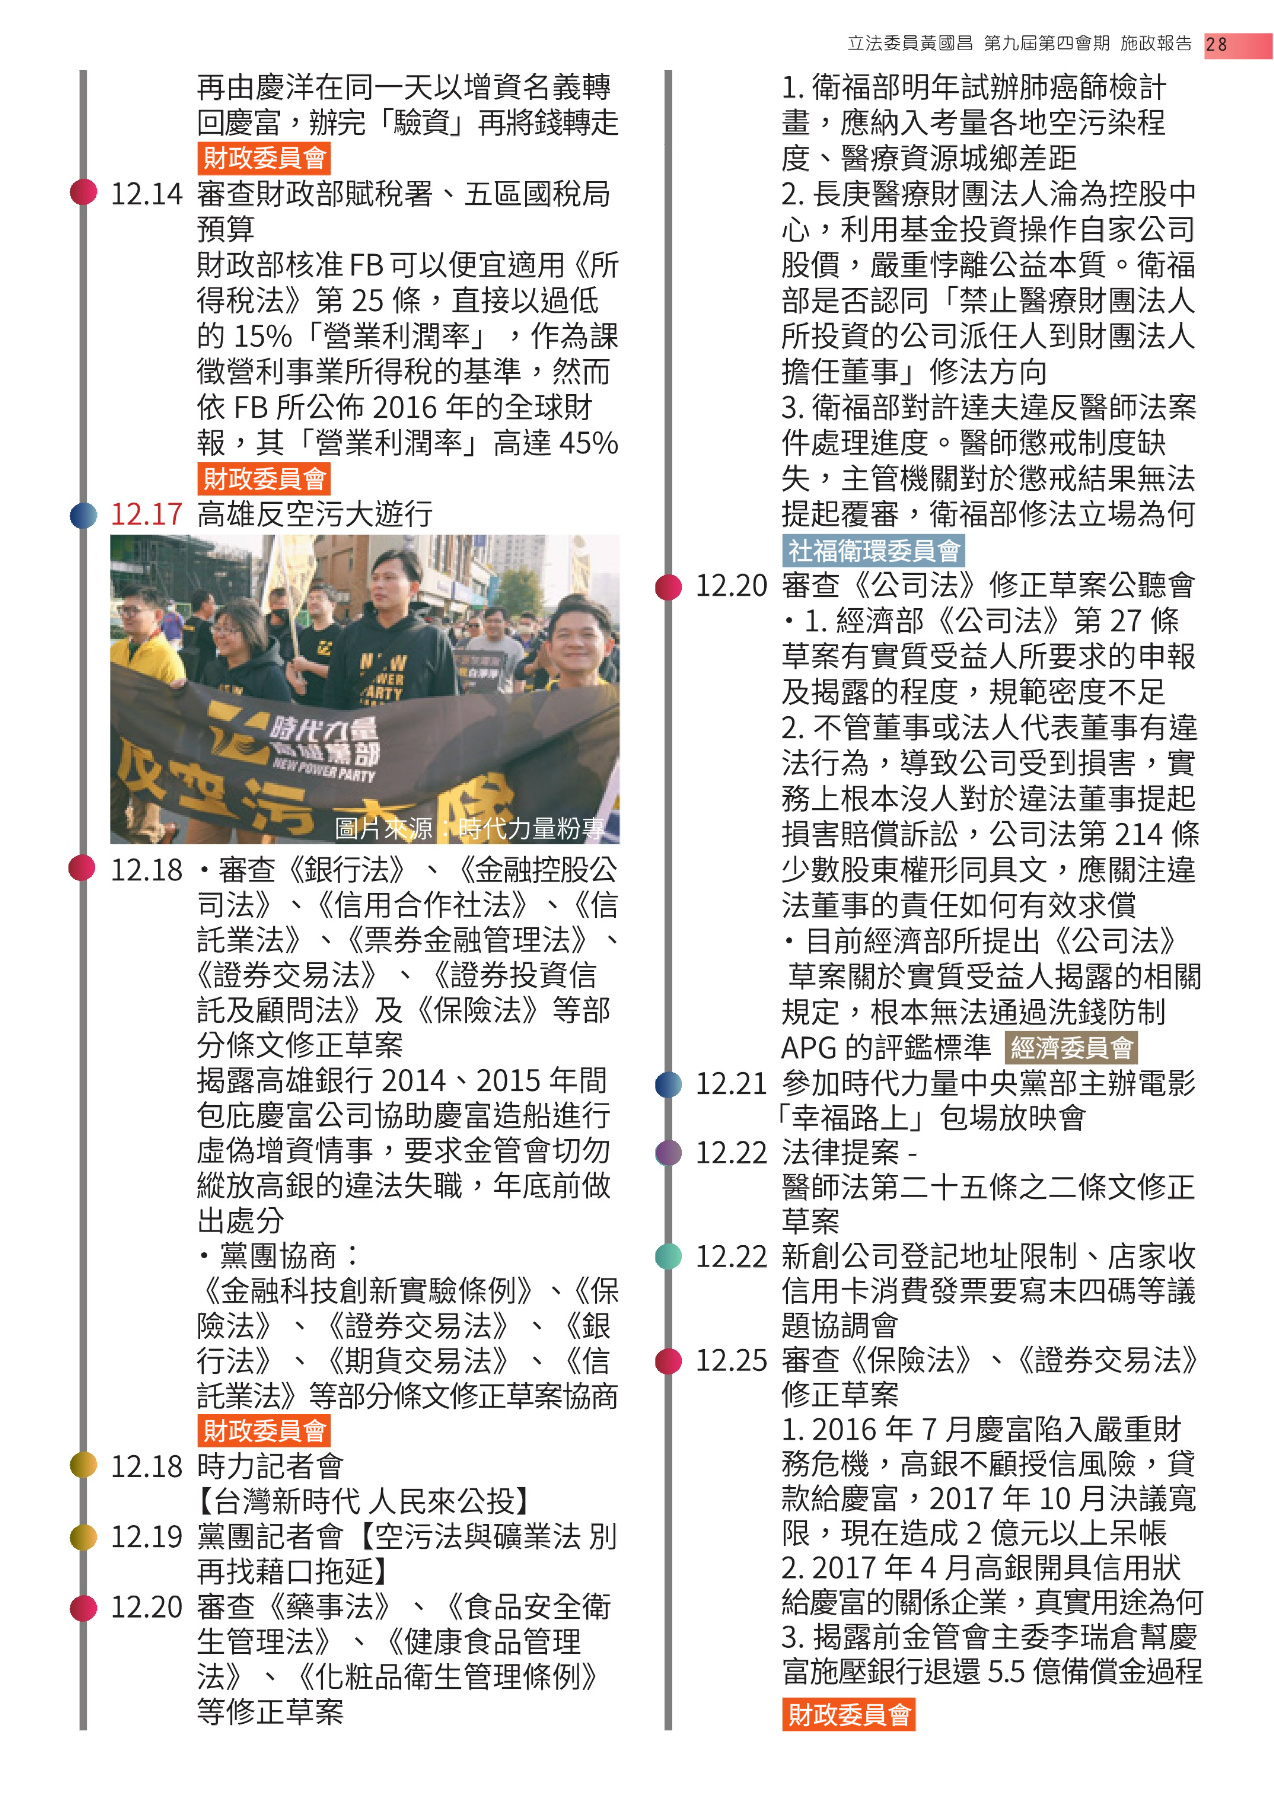 立法委員黃國昌 第九屆第四會期 施政報告 28
再由慶洋在同一天以增資名義轉
回慶富，辦完「驗資」再將錢轉走
財政委員會
12.14 審查財政部賦稅署、五區國稅局
預算
財政部核准 FB 可以便宜適用《所
得稅法》第 25 條，直接以過低
的 15%「營業利潤率」，作為課
徵營利事業所得稅的基準，然而
依 FB 所公佈 2016 年的全球財
報，其「營業利潤率」高達 45%
財政委員會
12.17 高雄反空污大遊行
NEW
POWER
PARTY
時代力量
高雄黨部
NEW POWER PARTY
反空污大
圖片來源：時代力量粉專
12.18 ・審查《銀行法》、《金融控股公
司法》、《信用合作社法》、《信
託業法》、《票券金融管理法》、
《證券交易法》、《證券投資信
託及顧問法》及《保險法》等部
分條文修正草案
揭露高雄銀行 2014、2015 年間
包庇慶富公司協助慶富造船進行
虛偽增資情事，要求金管會切勿
縱放高銀的違法失職，年底前做
出處分
・黨團協商：
《金融科技創新實驗條例》、《保
險法》、《證券交易法》、《銀
行法》、《期貨交易法》、《信
託業法》等部分條文修正草案協商
財政委員會
12.18 時力記者會
【台灣新時代 人民來公投】
12.19 黨團記者會【空污法與礦業法 別
再找藉口拖延】
12.20 審查《藥事法》、《食品安全衛
生管理法》、《健康食品管理
法》、《化粧品衛生管理條例》
等修正草案
1. 衛福部明年試辦肺癌篩檢計
畫，應納入考量各地空污染程
度、醫療資源城鄉差距
2. 長庚醫療財團法人淪為控股中
心，利用基金投資操作自家公司
股價，嚴重悖離公益本質。衛福
部是否認同「禁止醫療財團法人
所投資的公司派任人到財團法人
擔任董事」修法方向
3. 衛福部對許達夫違反醫師法案
件處理進度。醫師懲戒制度缺
失，主管機關對於懲戒結果無法
提起覆審，衛福部修法立場為何
社福衛環委員會
12.20 審查《公司法》修正草案公聽會
・1. 經濟部《公司法》第 27 條
草案有實質受益人所要求的申報
及揭露的程度，規範密度不足
2. 不管董事或法人代表董事有違
法行為，導致公司受到損害，實
務上根本沒人對於違法董事提起
損害賠償訴訟，公司法第 214 條
少數股東權形同具文，應關注違
法董事的責任如何有效求償
・目前經濟部所提出《公司法》
草案關於實質受益人揭露的相關
規定，根本無法通過洗錢防制
APG 的評鑑標準 經濟委員會
12.21 參加時代力量中央黨部主辦電影
「幸福路上」包場放映會
12.22 法律提案 -
醫師法第二十五條之二條文修正
草案
12.22 新創公司登記地址限制、店家收
信用卡消費發票要寫末四碼等議
題協調會
12.25 審查《保險法》、《證券交易法》
修正草案
1. 2016 年 7 月慶富陷入嚴重財
務危機，高銀不顧授信風險，貸
款給慶富，2017 年 10 月決議寬
限，現在造成 2 億元以上呆帳
2. 2017 年 4 月高銀開具信用狀
給慶富的關係企業，真實用途為何
3. 揭露前金管會主委李瑞倉幫慶
富施壓銀行退還 5.5 億備償金過程
財政委員會